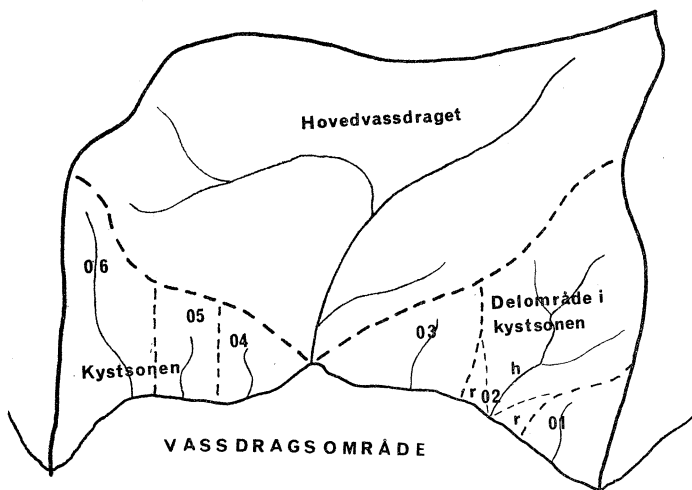 Hovedvassdraget
06
05
04
03
Delområde i
kystsonen
Kystsonen
h
r
02
r
01
VASSDRAGSOMRÅDE